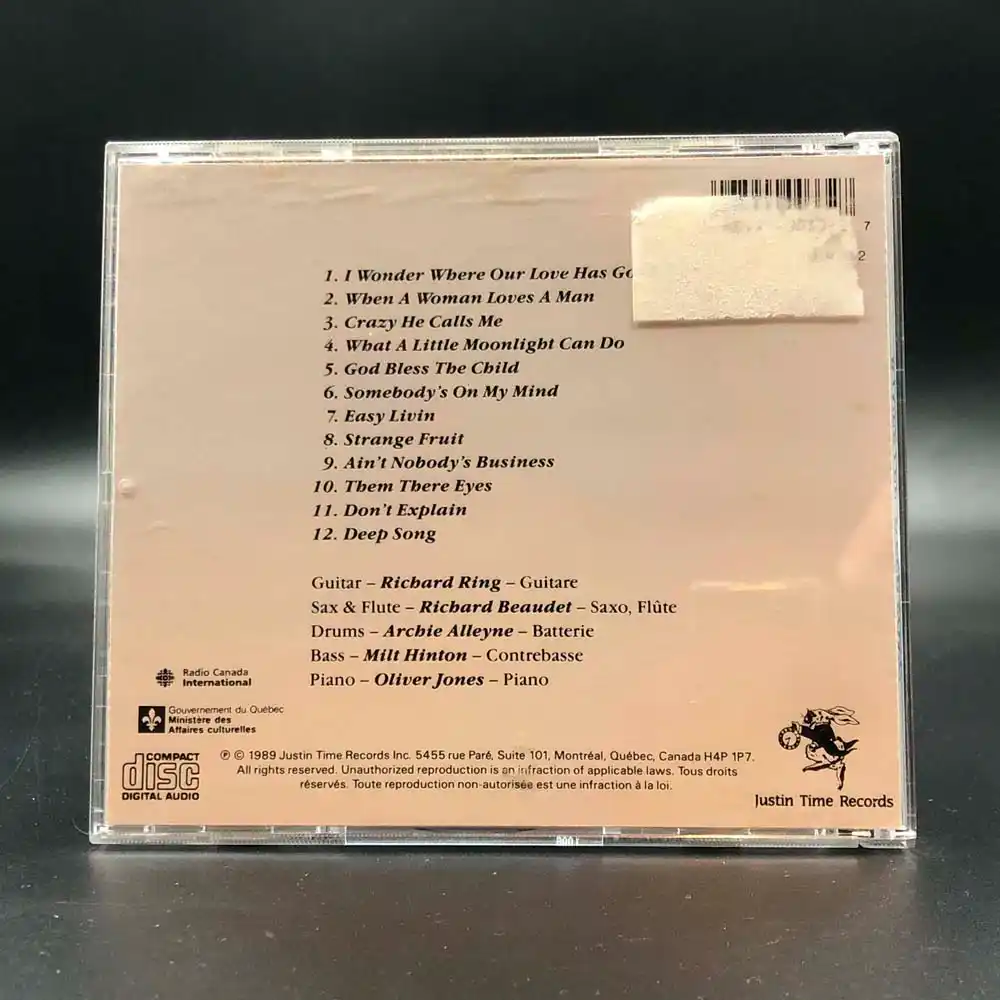 7
2
1. I Wonder Where Our Love Has Go
2. When A Woman Loves A Man
3. Crazy He Calls Me
4. What A Little Moonlight Can Do
5. God Bless The Child
6. Somebody's On My Mind
7. Easy Livin
8. Strange Fruit
9. Ain't Nobody's Business
10. Them There Eyes
11. Don't Explain
12. Deep Song
Guitar – Richard Ring – Guitare
Sax & Flute – Richard Beaudet – Saxo, Flûte
Drums – Archie Alleyne – Batterie
Bass – Milt Hinton – Contrebasse
Piano – Oliver Jones – Piano
Radio Canada
International
Gouvernement du Québec
Ministère des
Affaires culturelles
COMPACT
disc
DIGITAL AUDIO
℗ © 1989 Justin Time Records Inc. 5455 rue Paré, Suite 101, Montréal, Québec, Canada H4P 1P7.
All rights reserved. Unauthorized reproduction is an infraction of applicable laws. Tous droits
réservés. Toute reproduction non-autorisée est une infraction à la loi.
Justin Time Records